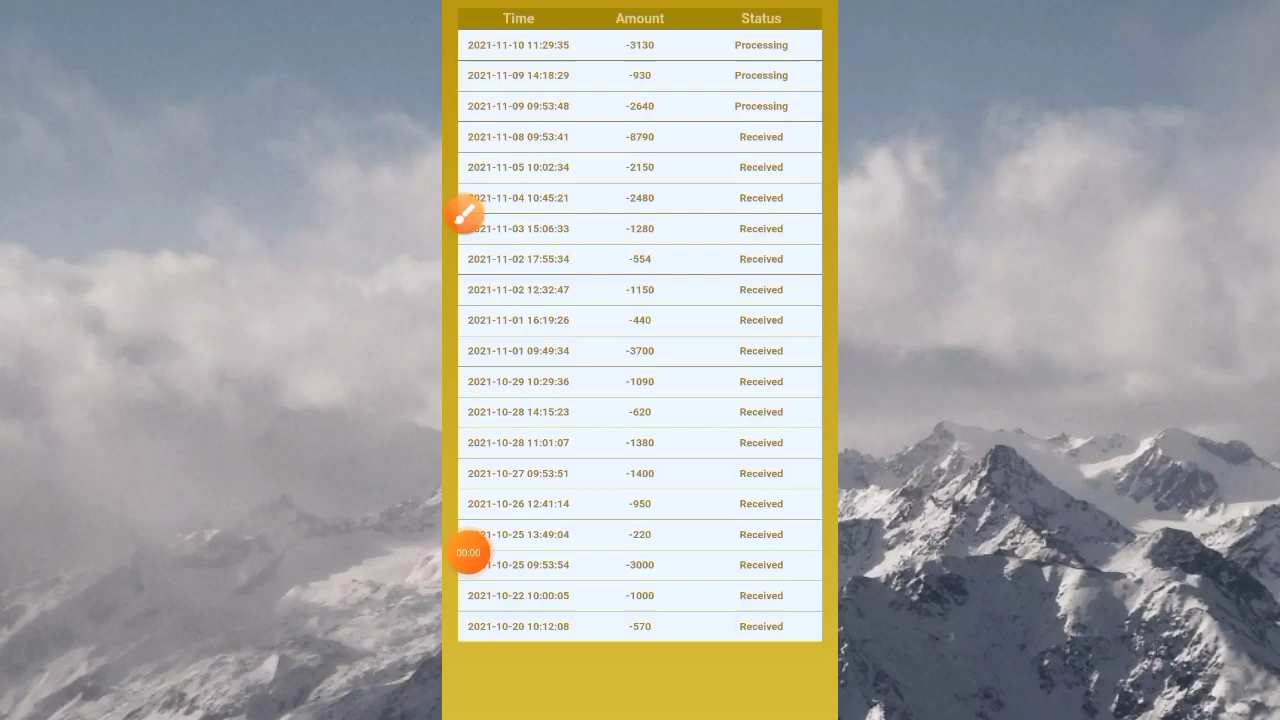 Time Amount Status
2021-11-10 11:29:35 -3130 Processing
2021-11-09 14:18:29 -930 Processing
2021-11-09 09:53:48 -2640 Processing
2021-11-08 09:53:41 -8790 Received
2021-11-05 10:02:34 -2150 Received
021-11-04 10:45:21 -2480 Received
021-11-03 15:06:33 -1280 Received
2021-11-02 17:55:34 -554 Received
2021-11-02 12:32:47 -1150 Received
2021-11-01 16:19:26 -440 Received
2021-11-01 09:49:34 -3700 Received
2021-10-29 10:29:36 -1090 Received
2021-10-28 14:15:23 -620 Received
2021-10-28 11:01:07 -1380 Received
2021-10-27 09:53:51 -1400 Received
2021-10-26 12:41:14 -950 Received
21-10-25 13:49:04 -220 Received
00:00
1-10-25 09:53:54 -3000 Received
2021-10-22 10:00:05 -1000 Received
2021-10-20 10:12:08 -570 Received